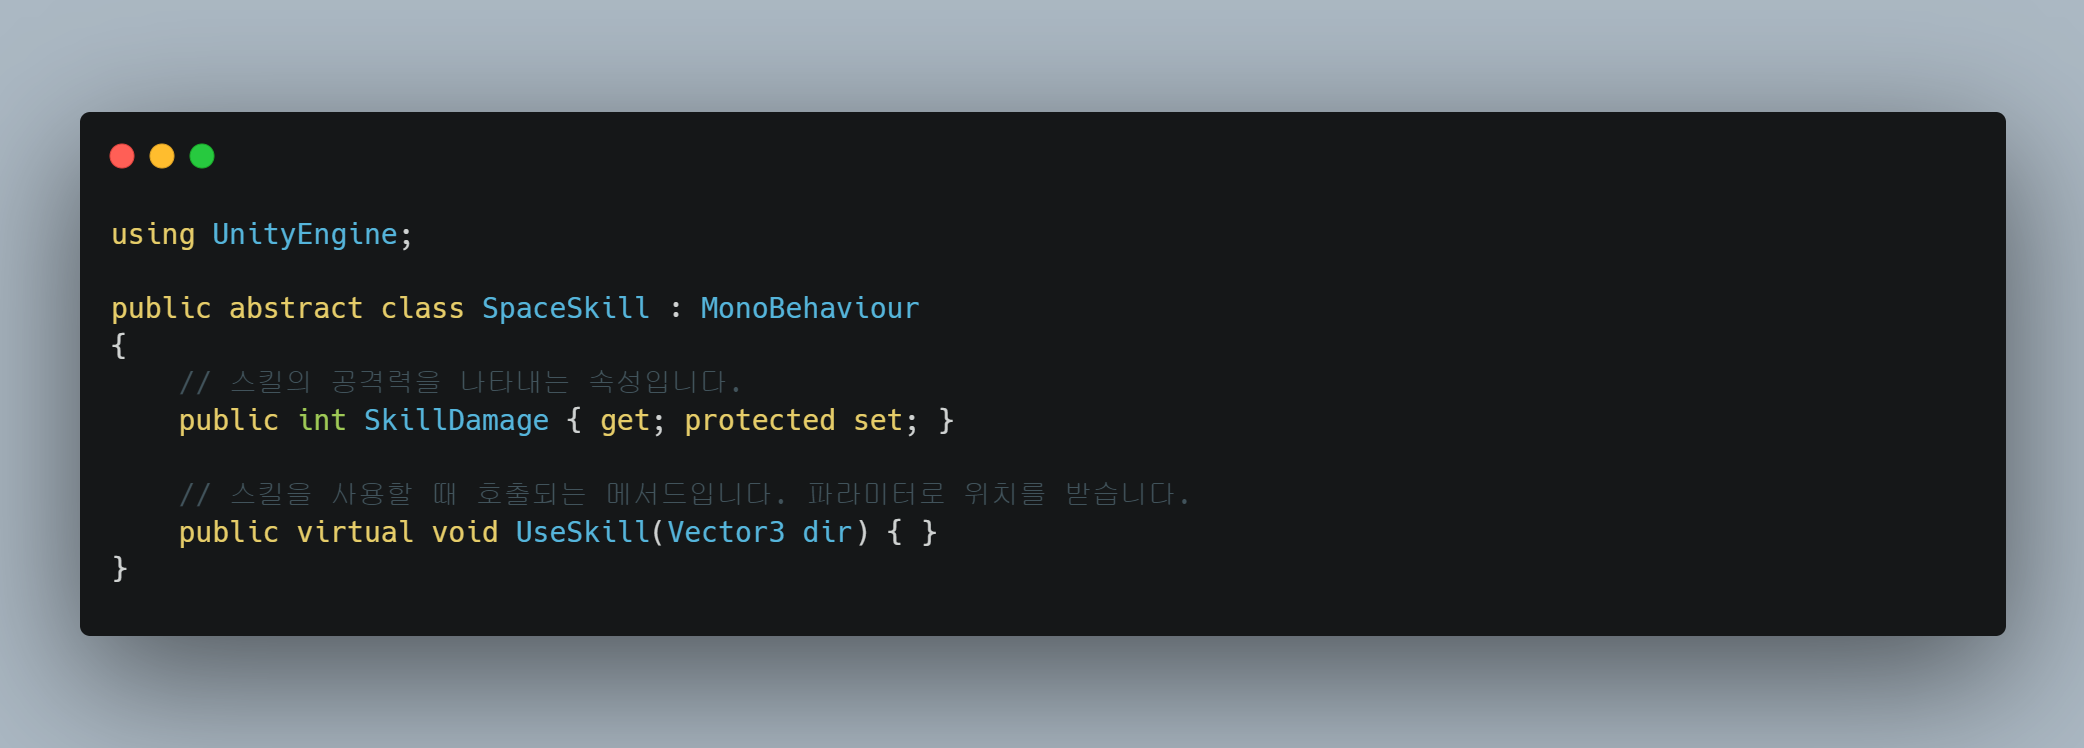 using UnityEngine;
public abstract class SpaceSkill : MonoBehaviour
{
// 스킬의 공격력을 나타내는 속성입니다.
public int SkillDamage { get; protected set; }
// 스킬을 사용할 때 호출되는 메서드입니다. 파라미터로 위치를 받습니다.
public virtual void UseSkill(Vector3 dir) { }
}